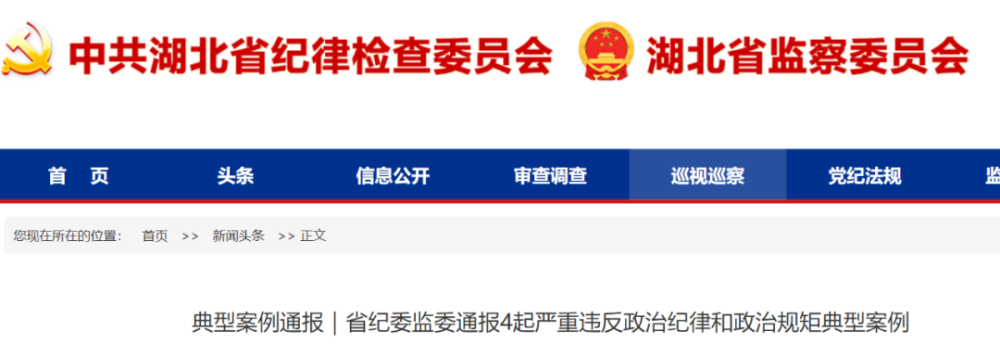 中共湖北省纪律检查委员会 湖北省监察委员会
首 页 头条 信息公开 审查调查 巡视巡察 党纪法规
您现在所在的位置： 首页 >> 新闻头条 >> 正文
典型案例通报｜省纪委监委通报4起严重违反政治纪律和政治规矩典型案例